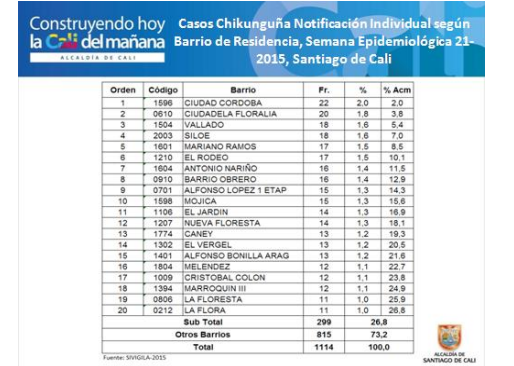 Construyendo hoy
la Cali del mañana
ALCALDÍA DE CALI
Casos Chikunguña Notificación Individual según
Barrio de Residencia, Semana Epidemiológica 21-
2015, Santiago de Cali
Orden Código Barrio Fr. % % Acm
1 1596 CIUDAD CORDOBA 22 2,0 2,0
2 0610 CIUDADELA FLORALIA 20 1,8 3,8
3 1504 VALLADO 18 1,6 5,4
4 2003 SILOE 18 1,6 7,0
5 1601 MARIANO RAMOS 17 1,5 8,5
6 1210 EL RODEO 17 1,5 10,1
7 1604 ANTONIO NARIÑO 16 1,4 11,5
8 0910 BARRIO OBRERO 16 1,4 12,9
9 0701 ALFONSO LOPEZ 1 ETAP 15 1,3 14,3
10 1598 MOJICA 15 1,3 15,6
11 1106 EL JARDIN 14 1,3 16,9
12 1207 NUEVA FLORESTA 14 1,3 18,1
13 1774 CANEY 13 1,2 19,3
14 1302 EL VERGEL 13 1,2 20,5
15 1401 ALFONSO BONILLA ARAG 13 1,2 21,6
16 1804 MELENDEZ 12 1,1 22,7
17 1009 CRISTOBAL COLON 12 1,1 23,8
18 1394 MARROQUIN III 12 1,1 24,9
19 0806 LA FLORESTA 11 1,0 25,9
20 0212 LA FLORA 11 1,0 26,8
Sub Total 299 26,8
Otros Barrios 815 73,2
Total 1114 100,0
Fuente: SIVIGILA-2015
ALCALDÍA DE
SANTIAGO DE CALI